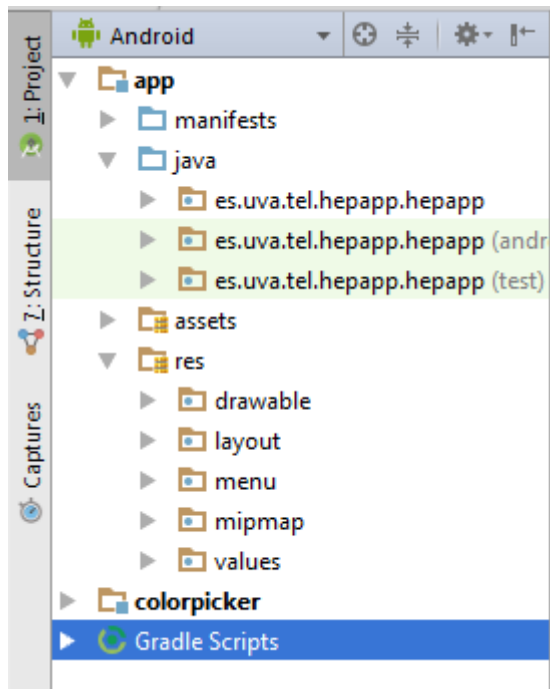 1: Project
7: Structure
Captures
Android
app
manifests
java
es.uva.tel.hepapp.hepapp
es.uva.tel.hepapp.hepapp (andr
es.uva.tel.hepapp.hepapp (test)
assets
res
drawable
layout
menu
mipmap
values
colorpicker
Gradle Scripts